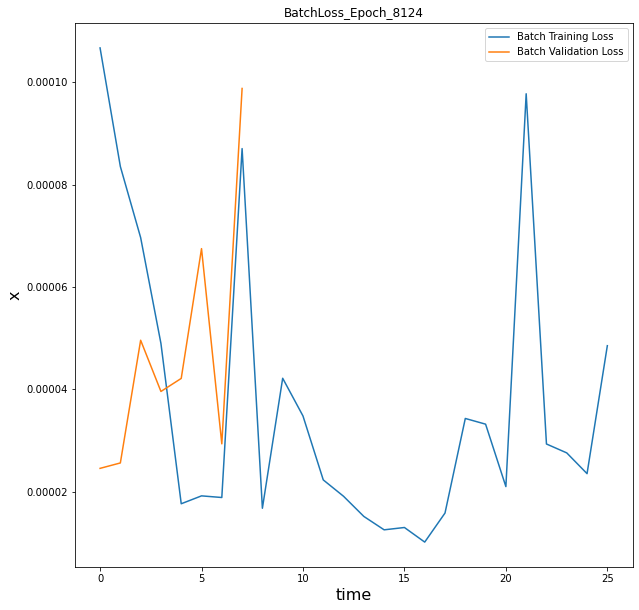 BatchLoss_Epoch_8124
Batch Training Loss
Batch Validation Loss
0.00010
0.00008
0.00006
0.00004
0.00002
x
0 5 10 15 20 25
time